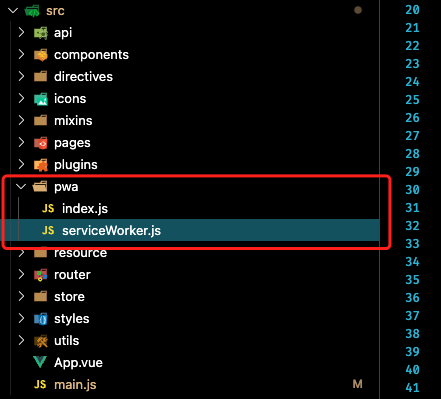 src
api
components
directives
icons
mixins
pages
plugins
pwa
JS index.js
JS serviceWorker.js
resource
router
store
styles
utils
App.vue
JS main.js M
20
21
22
23
24
25
26
27
28
29
30
31
32
33
34
35
36
37
38
39
40
41